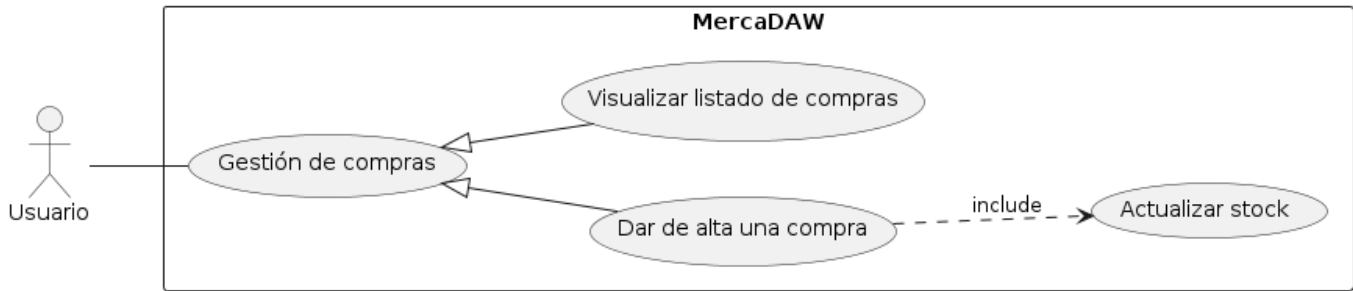 MercaDAW
Visualizar listado de compras
Gestión de compras
Usuario
Dar de alta una compra
include
Actualizar stock